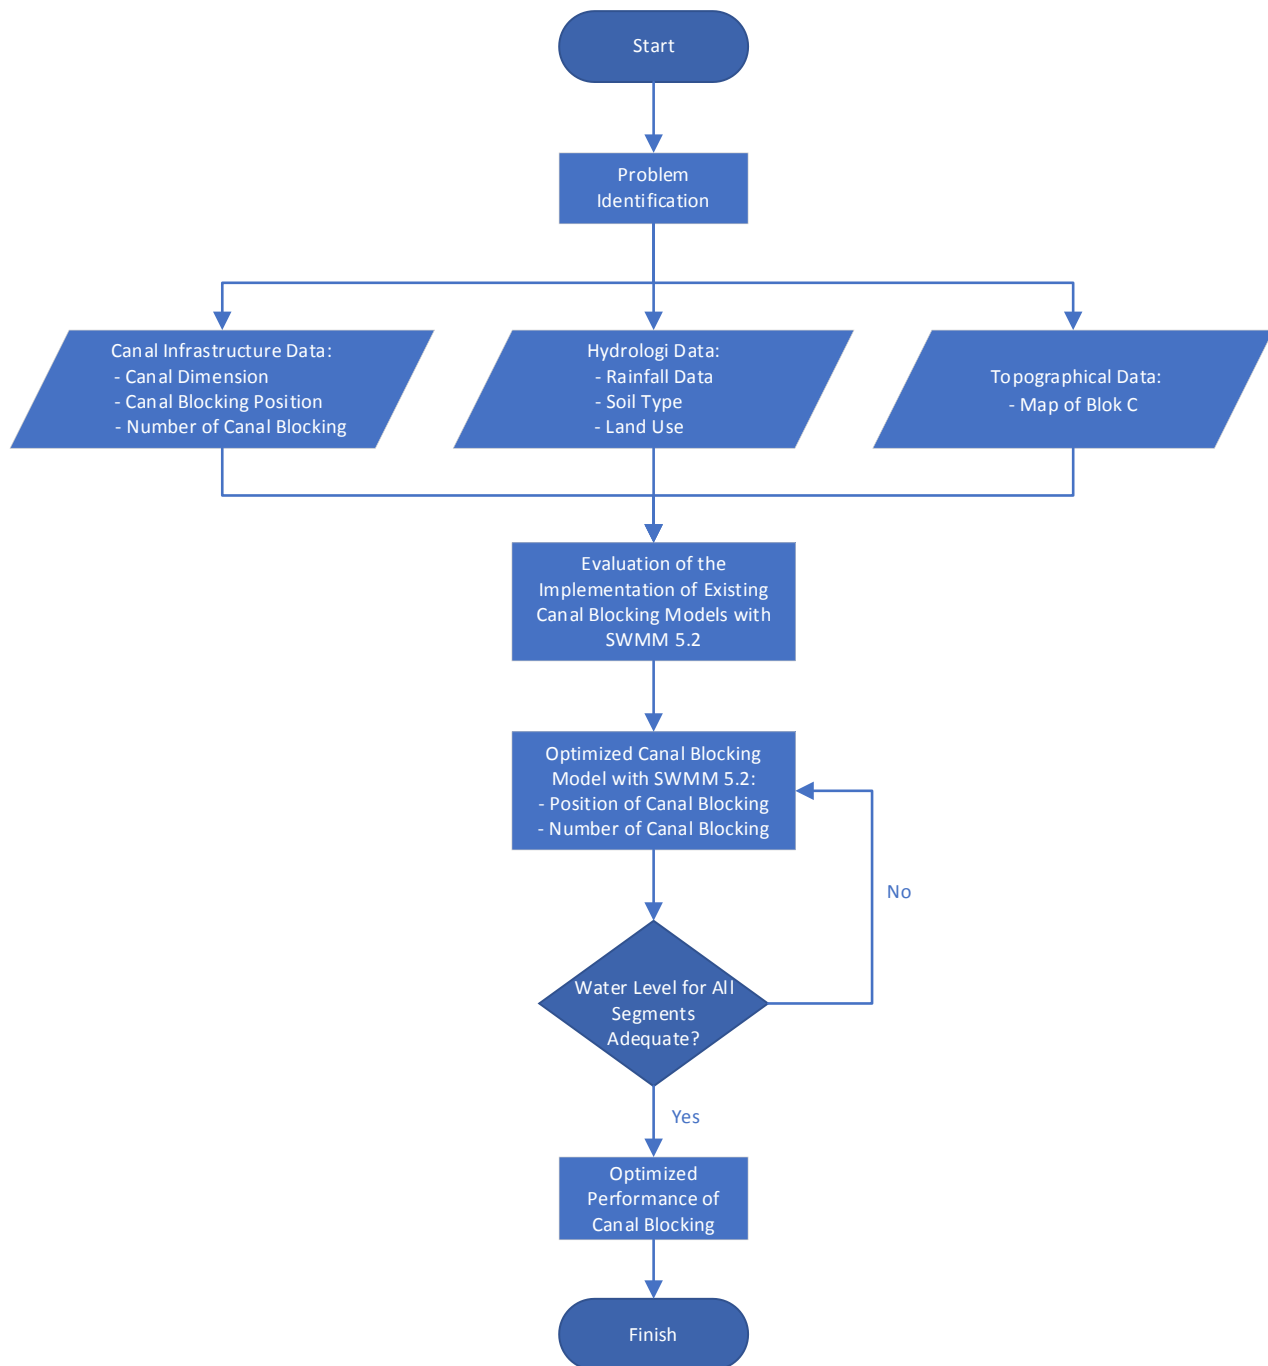 Start
Problem
Identification
Canal Infrastructure Data:
- Canal Dimension
- Canal Blocking Position
- Number of Canal Blocking
Hydrologi Data:
- Rainfall Data
- Soil Type
- Land Use
Topographical Data:
- Map of Blok C
Evaluation of the
Implementation of Existing
Canal Blocking Models with
SWMM 5.2
Optimized Canal Blocking
Model with SWMM 5.2:
- Position of Canal Blocking
- Number of Canal Blocking
No
Water Level for All
Segments
Adequate?
Yes
Optimized
Performance of
Canal Blocking
Finish